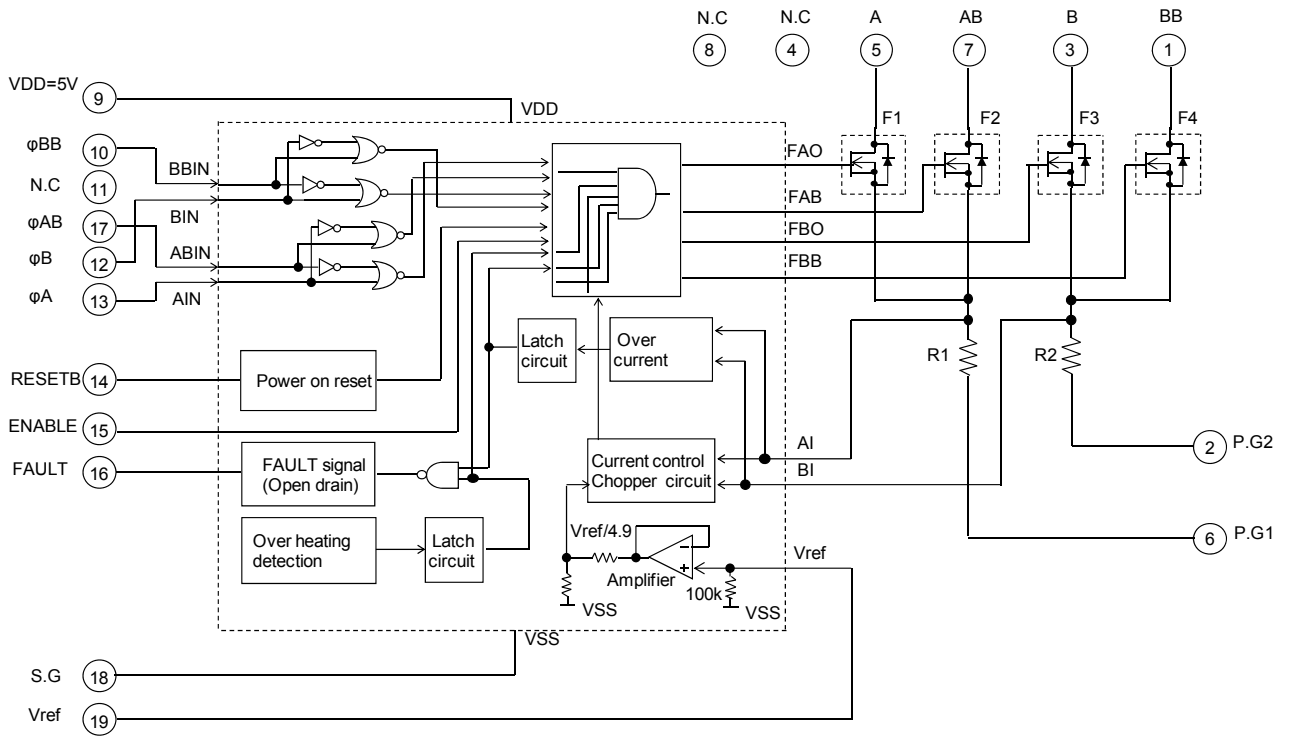 N.C N.C A AB B BB
8 4 5 7 3 1
VDD=5V 9 VDD
F1 F2 F3 F4
φBB 10 BBIN
FAO
N.C 11
BIN
FAB
φAB 17 ABIN
FBO
φB 12
FBB
φA 13 AIN
Latch circuit
Over current
R1 R2
RESETB 14 Power on reset
ENABLE 15
AI
P.G2 2
FAULT 16
FAULT signal (Open drain)
Current control Chopper circuit
BI
Over heating detection
Latch circuit
Vref/4.9
- +
Amplifier
Vref
100k
VSS
VSS
6 P.G1
VSS
S.G 18
Vref 19